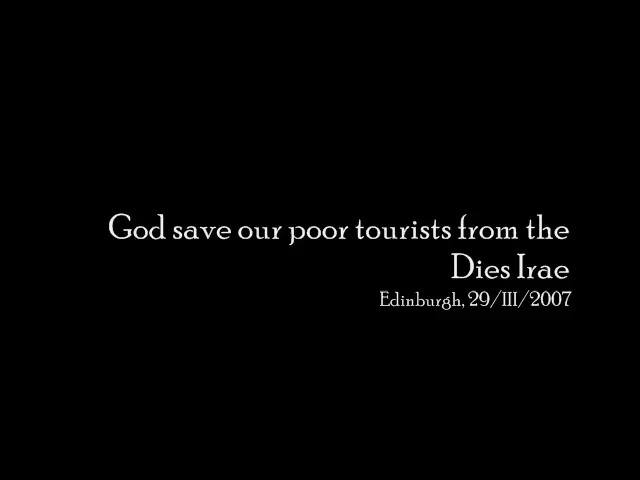 God save our poor tourists from the
Dies Irae
Edinburgh, 29/III/2007